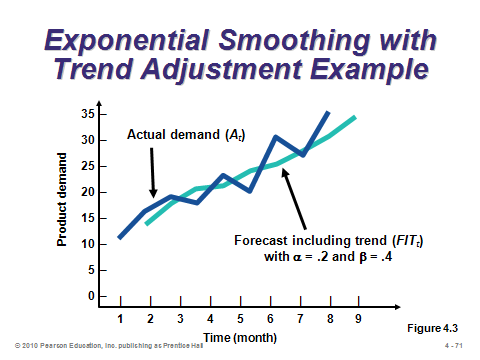 Exponential Smoothing with
Trend Adjustment Example
Product demand
35 –
30 –
25 –
20 –
15 –
10 –
5 –
0 –
Actual demand (At)
Forecast including trend (FITt)
with α = .2 and β = .4
1 2 3 4 5 6 7 8 9
Time (month)
Figure 4.3
© 2010 Pearson Education, Inc. publishing as Prentice Hall
4 - 71